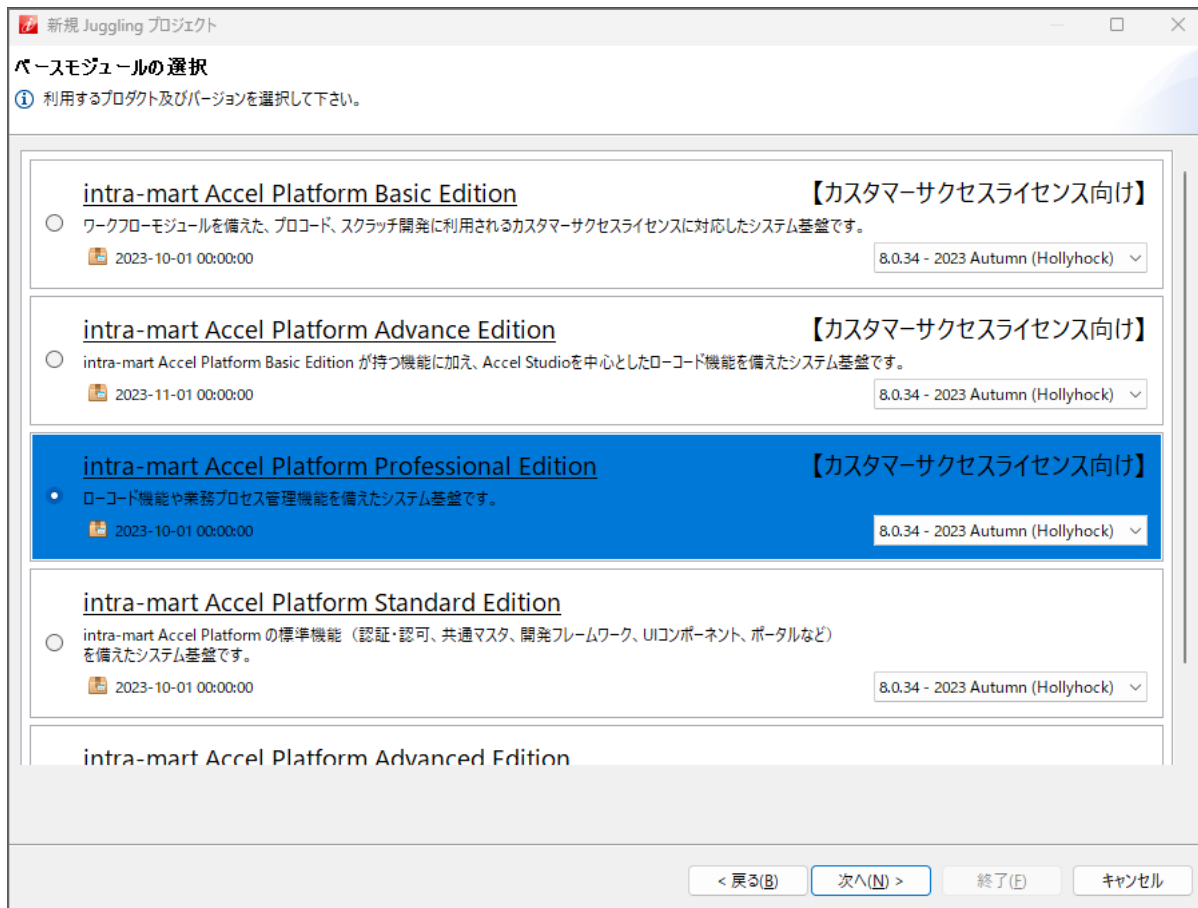 新規 Juggling プロジェクト
ベースモジュールの選択
利用するプロダクト及びバージョンを選択して下さい。
intra-mart Accel Platform Basic Edition 【カスタマーサクセスライセンス向け】
ワークフローモジュールを備えた、プロコード、スクラッチ開発に利用されるカスタマーサクセスライセンスに対応したシステム基盤です。
2023-10-01 00:00:00 8.0.34 - 2023 Autumn (Hollyhock)
intra-mart Accel Platform Advance Edition 【カスタマーサクセスライセンス向け】
intra-mart Accel Platform Basic Edition が持つ機能に加え、Accel Studioを中心としたローコード機能を備えたシステム基盤です。
2023-11-01 00:00:00 8.0.34 - 2023 Autumn (Hollyhock)
intra-mart Accel Platform Professional Edition 【カスタマーサクセスライセンス向け】
ローコード機能や業務プロセス管理機能を備えたシステム基盤です。
2023-10-01 00:00:00 8.0.34 - 2023 Autumn (Hollyhock)
intra-mart Accel Platform Standard Edition
intra-mart Accel Platform の標準機能（認証・認可、共通マスタ、開発フレームワーク、UIコンポーネント、ポータルなど）
を備えたシステム基盤です。
2023-10-01 00:00:00 8.0.34 - 2023 Autumn (Hollyhock)
intra-mart Accel Platform Advanced Edition
< 戻る(B) 次へ(N) > 終了(F) キャンセル